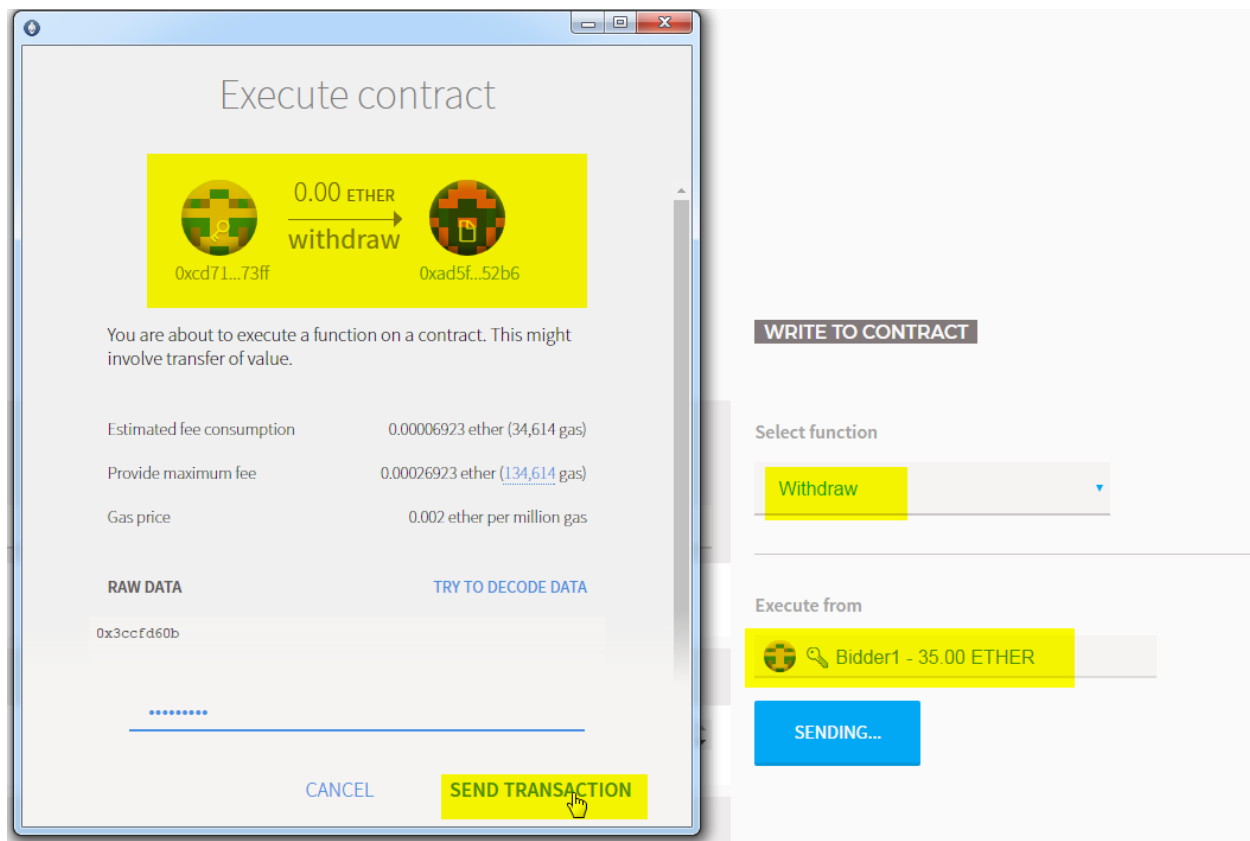 Execute contract
0.00 ETHER
withdraw
0xcd71...73ff
0xad5f...52b6
You are about to execute a function on a contract. This might
involve transfer of value.
Estimated fee consumption 0.00006923 ether (34,614 gas)
Provide maximum fee 0.00026923 ether (134,614 gas)
Gas price 0.002 ether per million gas
RAW DATA TRY TO DECODE DATA
0x3ccfd60b
•••••••••
CANCEL SEND TRANSACTION
WRITE TO CONTRACT
Select function
Withdraw
Execute from
Bidder1 - 35.00 ETHER
SENDING...